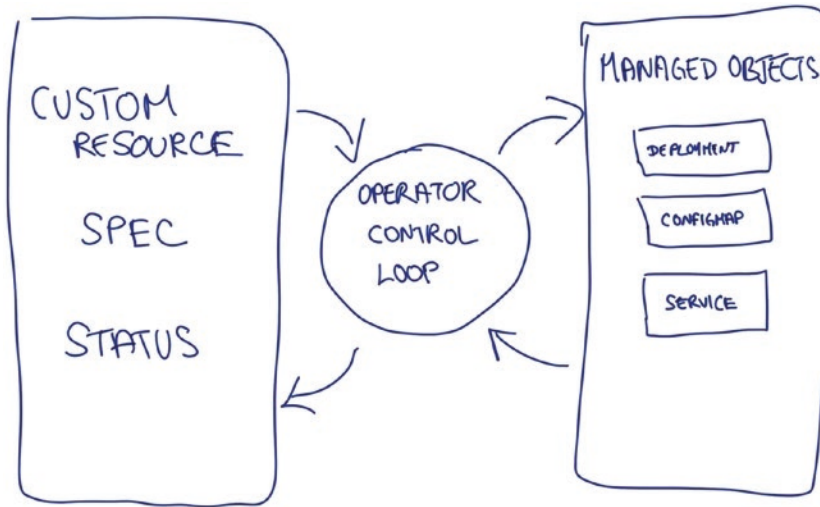 CUSTOM
RESOURCE
SPEC
STATUS
OPERATOR
CONTROL
LOOP
MANAGED OBJECTS
DEPLOYMENT
CONFIGMAP
SERVICE